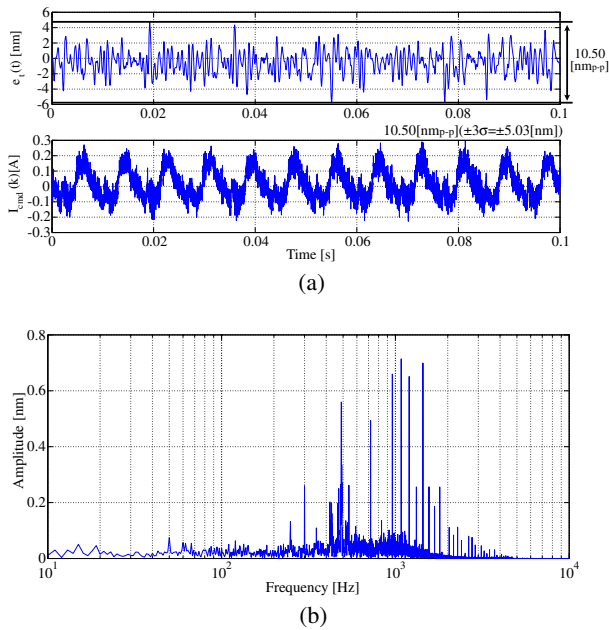 6
4
2
0
-2
-4
-6
e_t(t) [nm]
10.50
[nm_p-p]
0 0.02 0.04 0.06 0.08 0.1
10.50[nm_p-p](±3σ=±5.03[nm])
0.3
0.2
0.1
0
-0.1
-0.2
-0.3
I_cmd(k)[A]
0 0.02 0.04 0.06 0.08 0.1
Time [s]
(a)
0.8
0.6
0.4
0.2
0
Amplitude [nm]
10^1 10^2 10^3 10^4
Frequency [Hz]
(b)